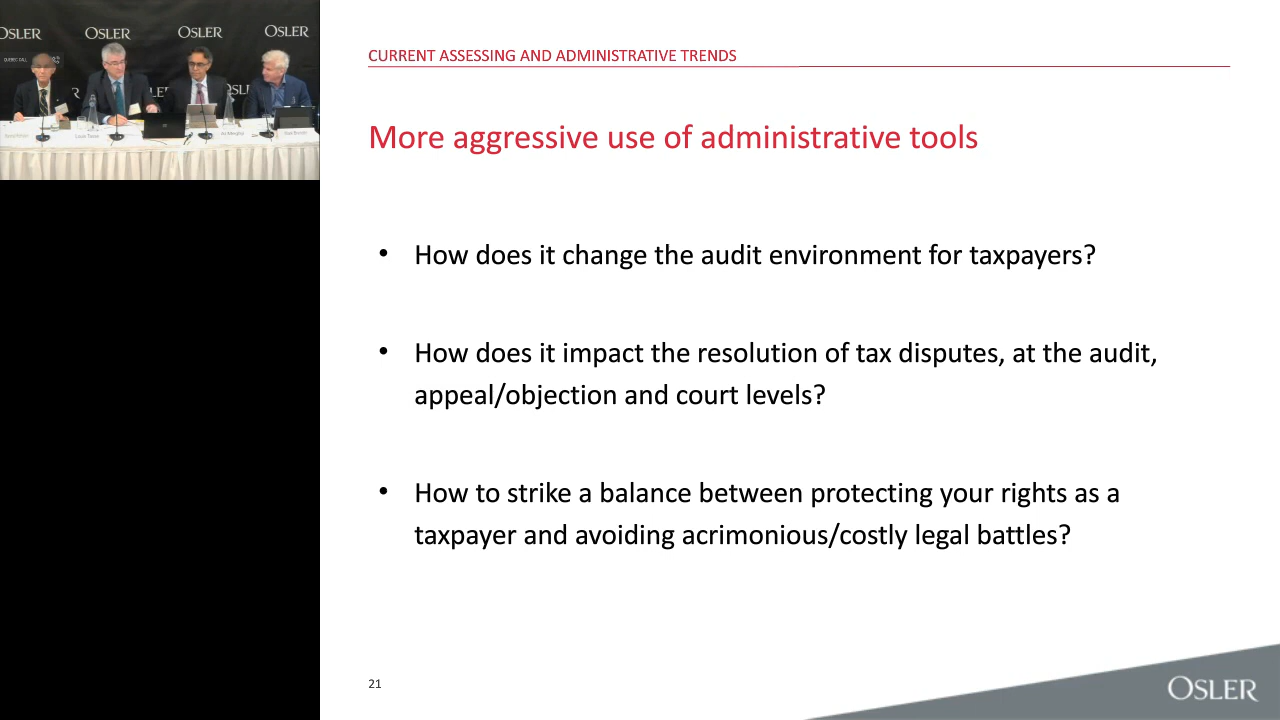 OSLER
OSLER
OSLER
OSLER
CURRENT ASSESSING AND ADMINISTRATIVE TRENDS
More aggressive use of administrative tools
• How does it change the audit environment for taxpayers?
• How does it impact the resolution of tax disputes, at the audit,
appeal/objection and court levels?
• How to strike a balance between protecting your rights as a
taxpayer and avoiding acrimonious/costly legal battles?
21
OSLER